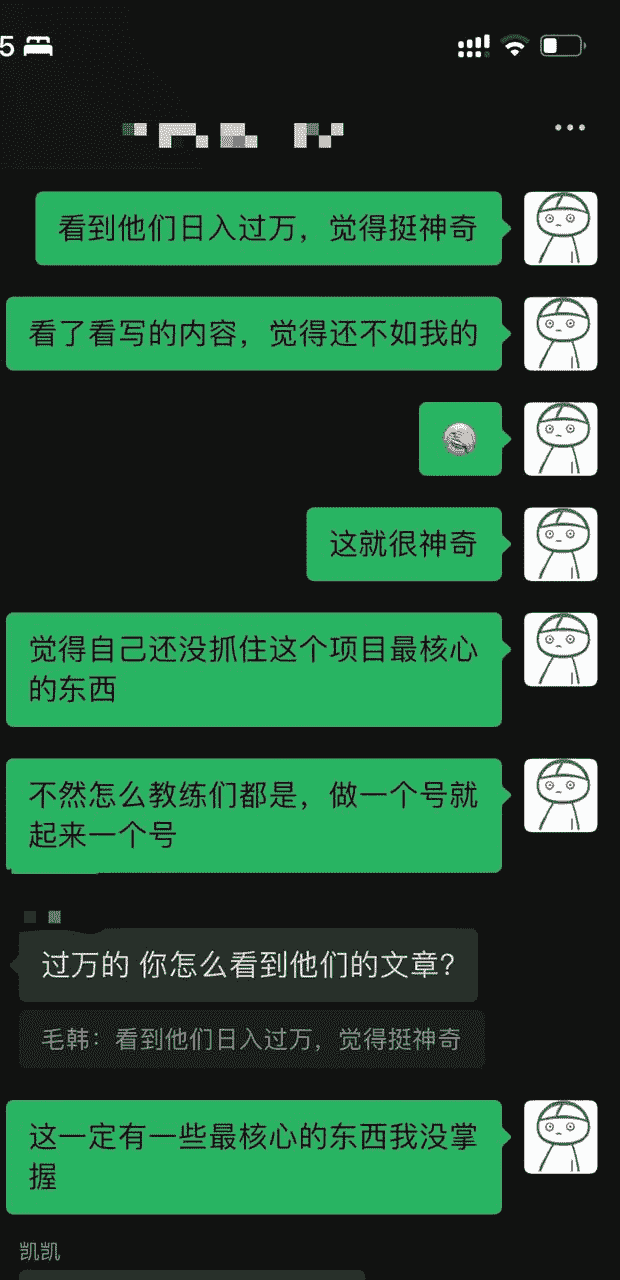 5
看到他们日入过万，觉得挺神奇
看了看写的内容，觉得还不如我的
这就很神奇
觉得自己还没抓住这个项目最核心
的东西
不然怎么教练们都是，做一个号就
起来一个号
过万的 你怎么看到他们的文章？
毛韩：看到他们日入过万，觉得挺神奇
这一定有一些最核心的东西我没掌
握
凯凯